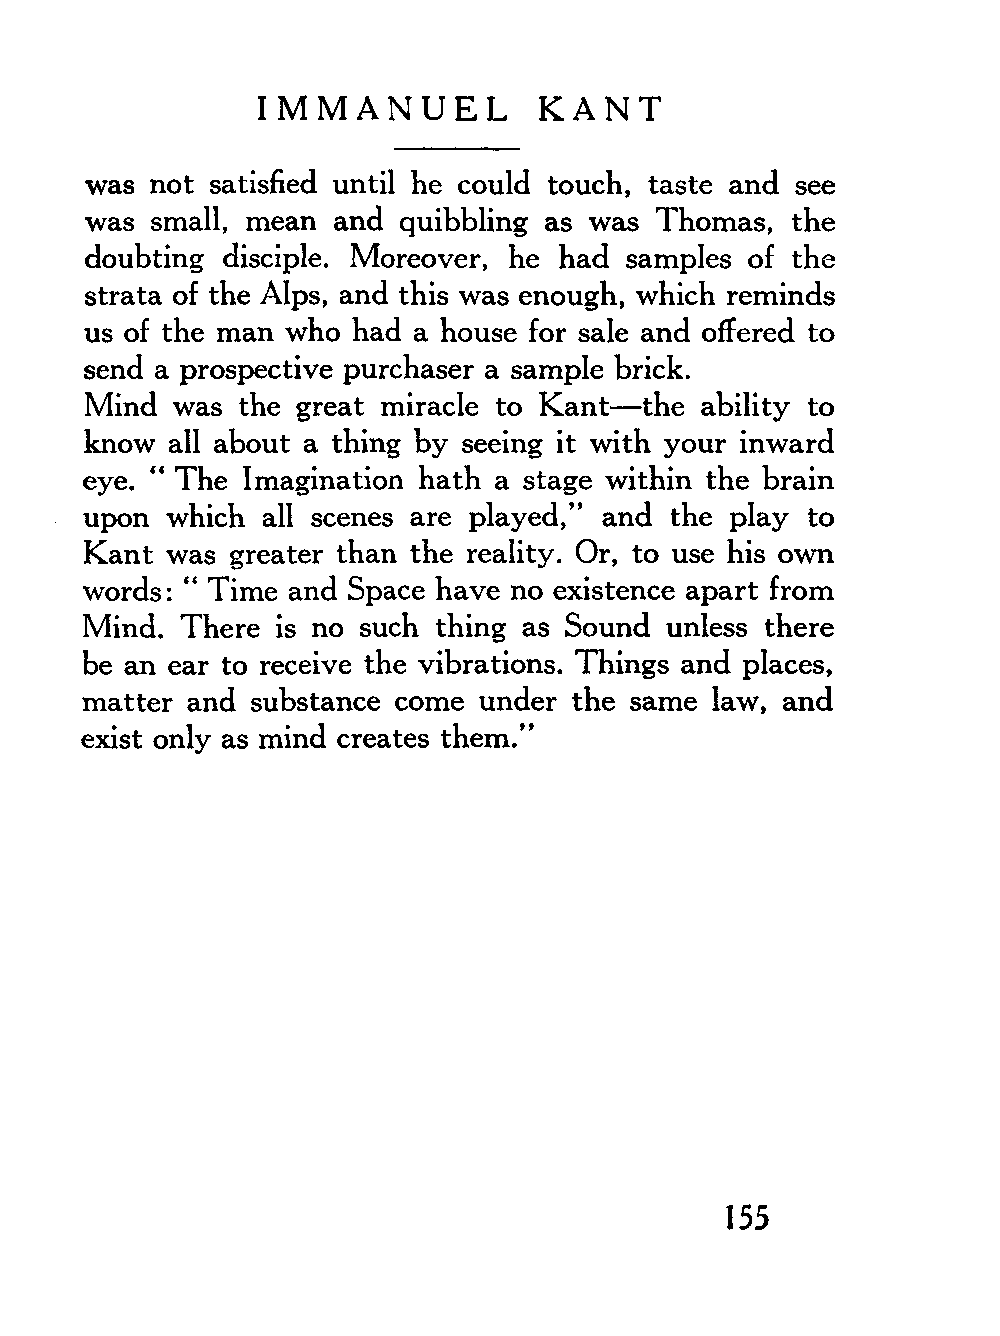 IMMANUEL KANT
was not satisfied until he could touch, taste and see
was small, mean and quibbling as was Thomas, the
doubting disciple. Moreover, he had samples of the
strata of the Alps, and this was enough, which reminds
us of the man who had a house for sale and offered to
send a prospective purchaser a sample brick.
Mind was the great miracle to Kant—the ability to
know all about a thing by seeing it with your inward
eye. “ The Imagination hath a stage within the brain
upon which all scenes are played,” and the play to
Kant was greater than the reality. Or, to use his own
words: “ Time and Space have no existence apart from
Mind. There is no such thing as Sound unless there
be an ear to receive the vibrations. Things and places,
matter and substance come under the same law, and
exist only as mind creates them.”
155